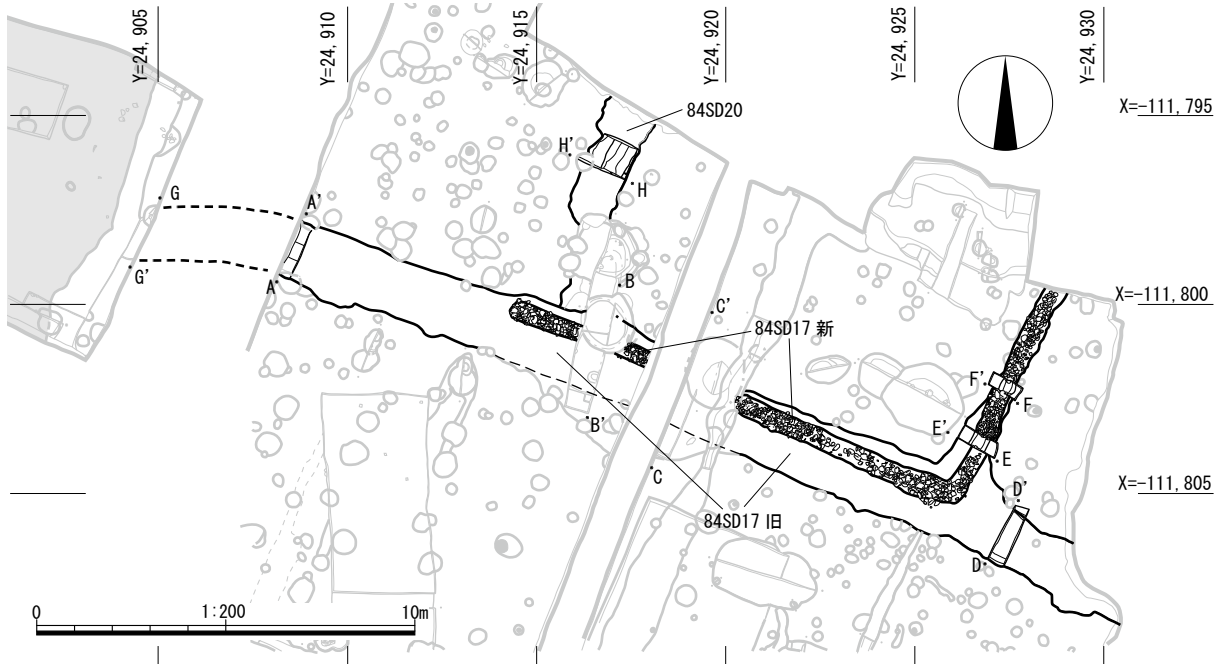 Y=24, 905
Y=24, 910
Y=24, 915
Y=24, 920
Y=24, 925
Y=24, 930
X=-111, 795
84SD20
H'
H
G
A'
G'
A
B
C'
X=-111, 800
84SD17 新
F'
F
B'
E'
E
C
D'
X=-111, 805
84SD17 旧
D
0
1:200
10m